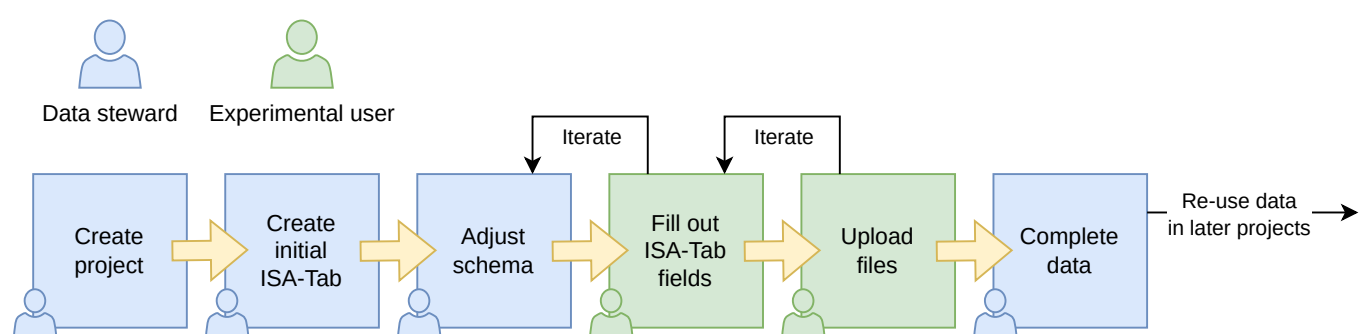 Data steward
Experimental user
Iterate
Iterate
Create
project
Create
initial
ISA-Tab
Adjust
schema
Fill out
ISA-Tab
fields
Upload
files
Complete
data
Re-use data
in later projects